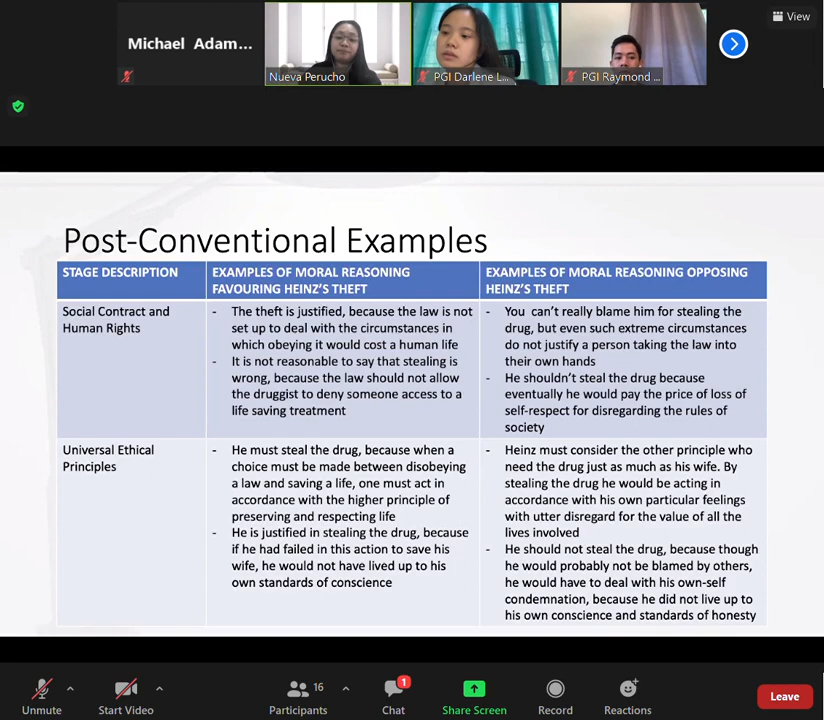 View
Michael Adam...
Nueva Perucho
PGI Darlene L...
PGI Raymond ...
Post-Conventional Examples
STAGE DESCRIPTION
EXAMPLES OF MORAL REASONING
FAVOURING HEINZ'S THEFT
EXAMPLES OF MORAL REASONING OPPOSING
HEINZ'S THEFT
Social Contract and
Human Rights
- The theft is justified, because the law is not
set up to deal with the circumstances in
which obeying it would cost a human life
- It is not reasonable to say that stealing is
wrong, because the law should not allow
the druggist to deny someone access to a
life saving treatment
- You can't really blame him for stealing the
drug, but even such extreme circumstances
do not justify a person taking the law into
their own hands
- He shouldn't steal the drug because
eventually he would pay the price of loss of
self-respect for disregarding the rules of
society
Universal Ethical
Principles
- He must steal the drug, because when a
choice must be made between disobeying
a law and saving a life, one must act in
accordance with the higher principle of
preserving and respecting life
- He is justified in stealing the drug, because
if he had failed in this action to save his
wife, he would not have lived up to his
own standards of conscience
- Heinz must consider the other principle who
need the drug just as much as his wife. By
stealing the drug he would be acting in
accordance with his own particular feelings
with utter disregard for the value of all the
lives involved
- He should not steal the drug, because though
he would probably not be blamed by others,
he would have to deal with his own-self
condemnation, because he did not live up to
his own conscience and standards of honesty
16
1
Unmute
Start Video
Participants
Chat
Share Screen
Record
Reactions
Leave